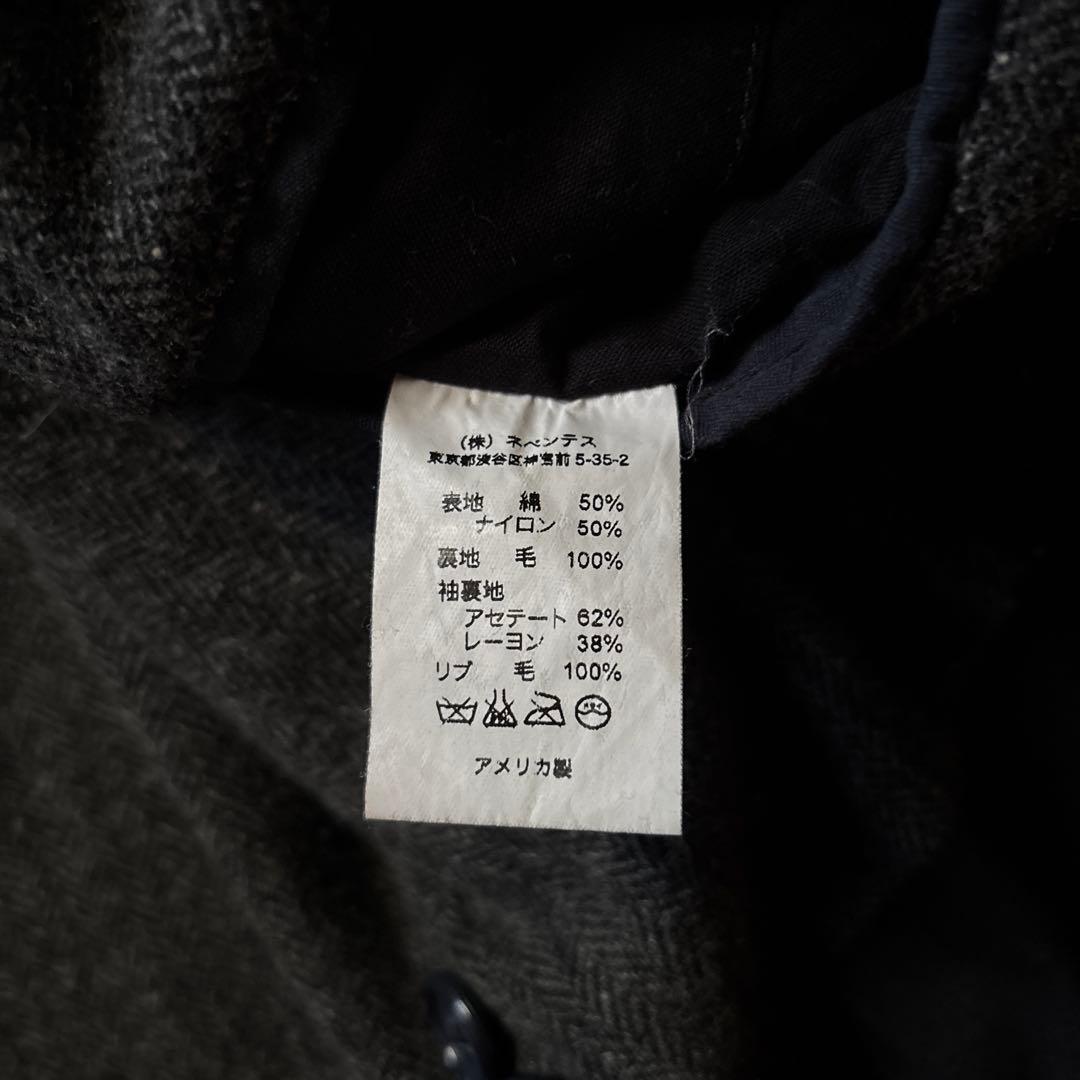 (株) ネペンテス
東京都渋谷区神宮前 5-35-2
表地 綿 50%
ナイロン 50%
裏地 毛 100%
袖裏地
アセテート 62%
レーヨン 38%
リブ 毛 100%
アメリカ製